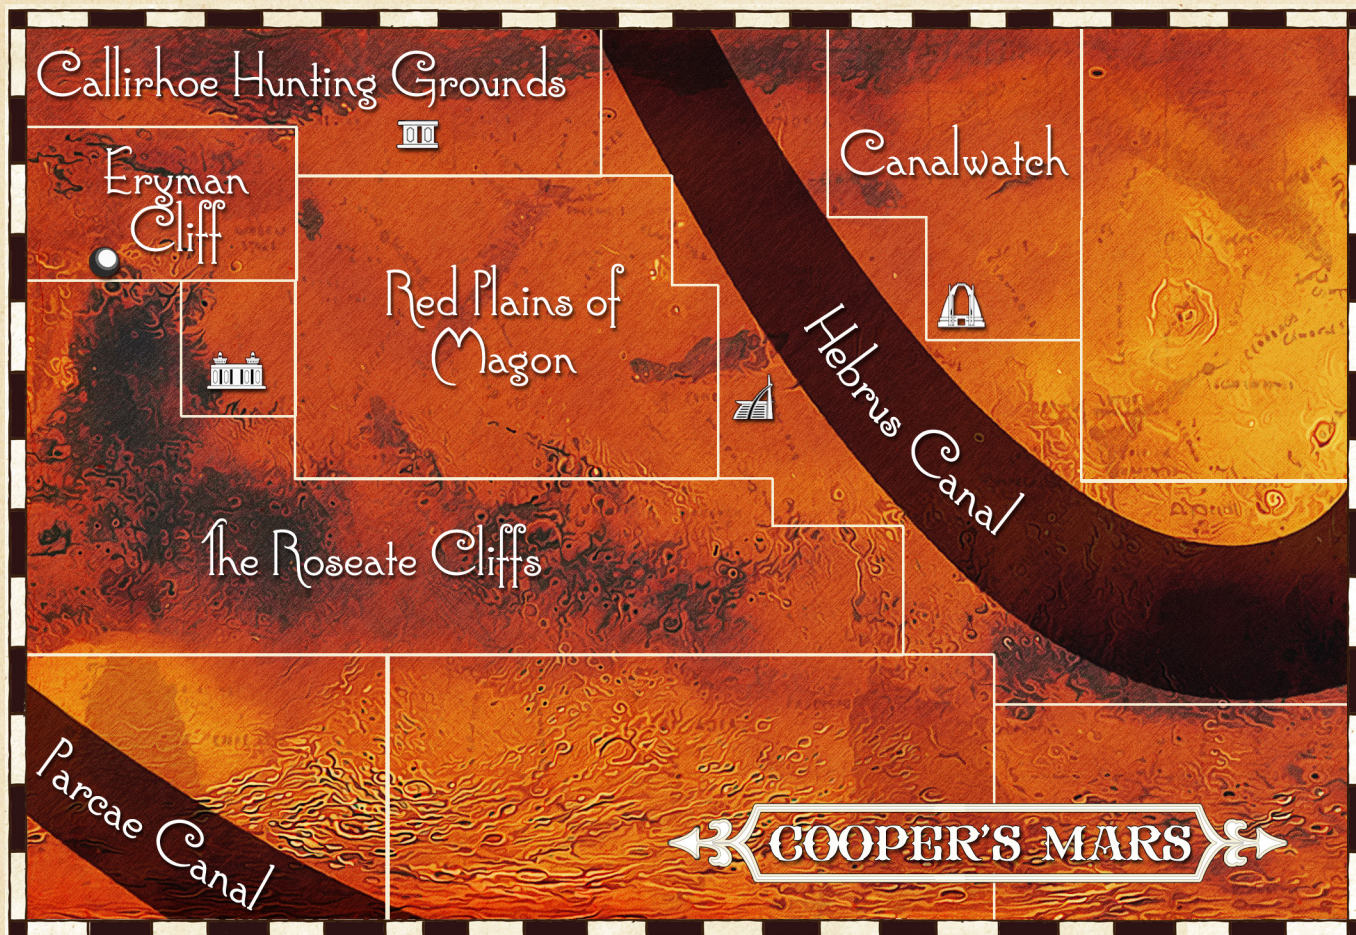 Callirhoe Hunting Grounds
Canalwatch
Eryman
Cliff
Red Plains of
Magon
Hebrus Canal
The Roseate Cliffs
Parcae Canal
COOPER'S MARS